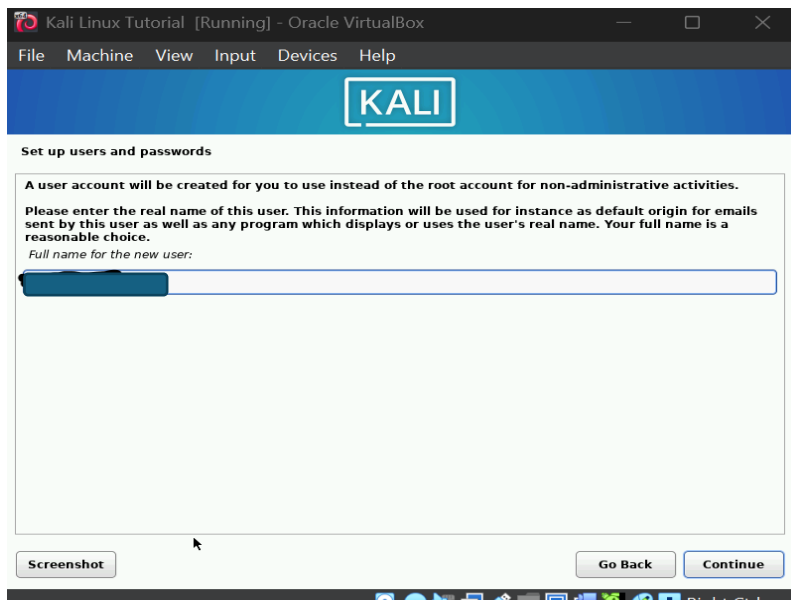 Kali Linux Tutorial [Running] - Oracle VirtualBox
File Machine View Input Devices Help
KALI
Set up users and passwords
A user account will be created for you to use instead of the root account for non-administrative activities.
Please enter the real name of this user. This information will be used for instance as default origin for emails
sent by this user as well as any program which displays or uses the user's real name. Your full name is a
reasonable choice.
Full name for the new user:
Screenshot Go Back Continue
Right Ctrl